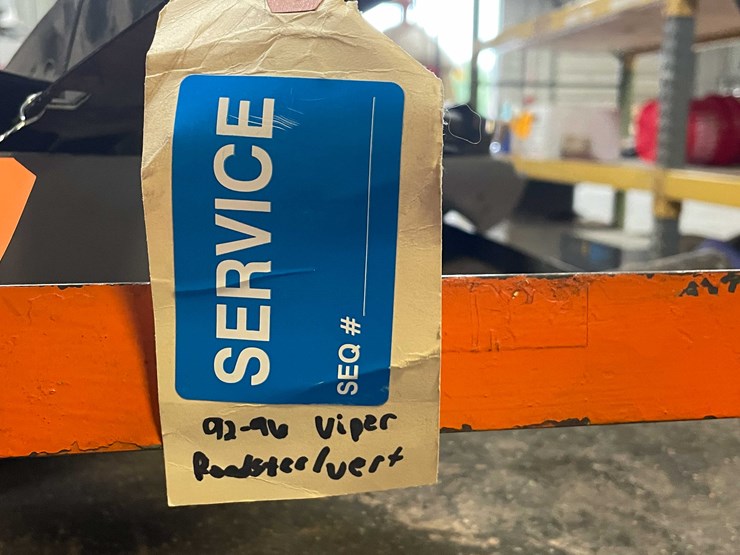 SERVICE
SEQ #
92-96 Viper
Roadster/vert